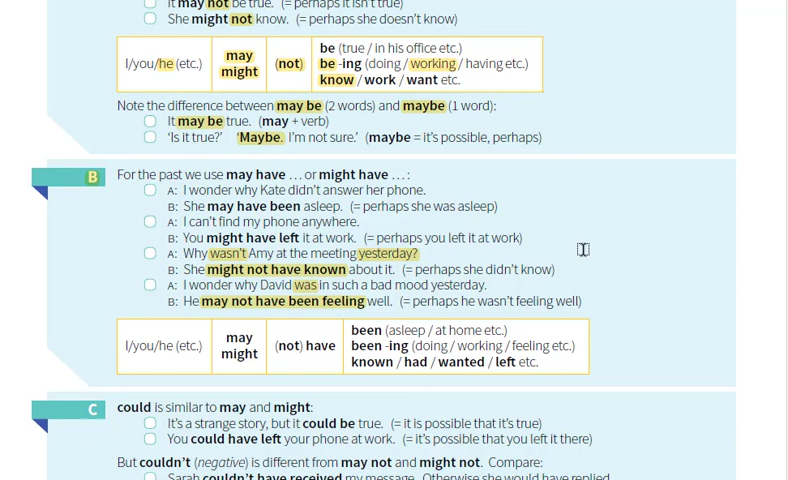 It may not be true. (= perhaps it isn't true)
She might not know. (= perhaps she doesn't know)
I/you/he (etc.)
may
might
(not)
be (true / in his office etc.)
be -ing (doing / working / having etc.)
know / work / want etc.
Note the difference between may be (2 words) and maybe (1 word):
It may be true. (may + verb)
'Is it true?' 'Maybe. I'm not sure.' (maybe = it's possible, perhaps)
B
For the past we use may have … or might have … :
A: I wonder why Kate didn't answer her phone.
B: She may have been asleep. (= perhaps she was asleep)
A: I can't find my phone anywhere.
B: You might have left it at work. (= perhaps you left it at work)
A: Why wasn't Amy at the meeting yesterday?
B: She might not have known about it. (= perhaps she didn't know)
A: I wonder why David was in such a bad mood yesterday.
B: He may not have been feeling well. (= perhaps he wasn't feeling well)
I/you/he (etc.)
may
might
(not) have
been (asleep / at home etc.)
been -ing (doing / working / feeling etc.)
known / had / wanted / left etc.
C
could is similar to may and might:
It's a strange story, but it could be true. (= it is possible that it's true)
You could have left your phone at work. (= it's possible that you left it there)
But couldn't (negative) is different from may not and might not. Compare:
Sarah couldn't have received my message. Otherwise she would have replied.